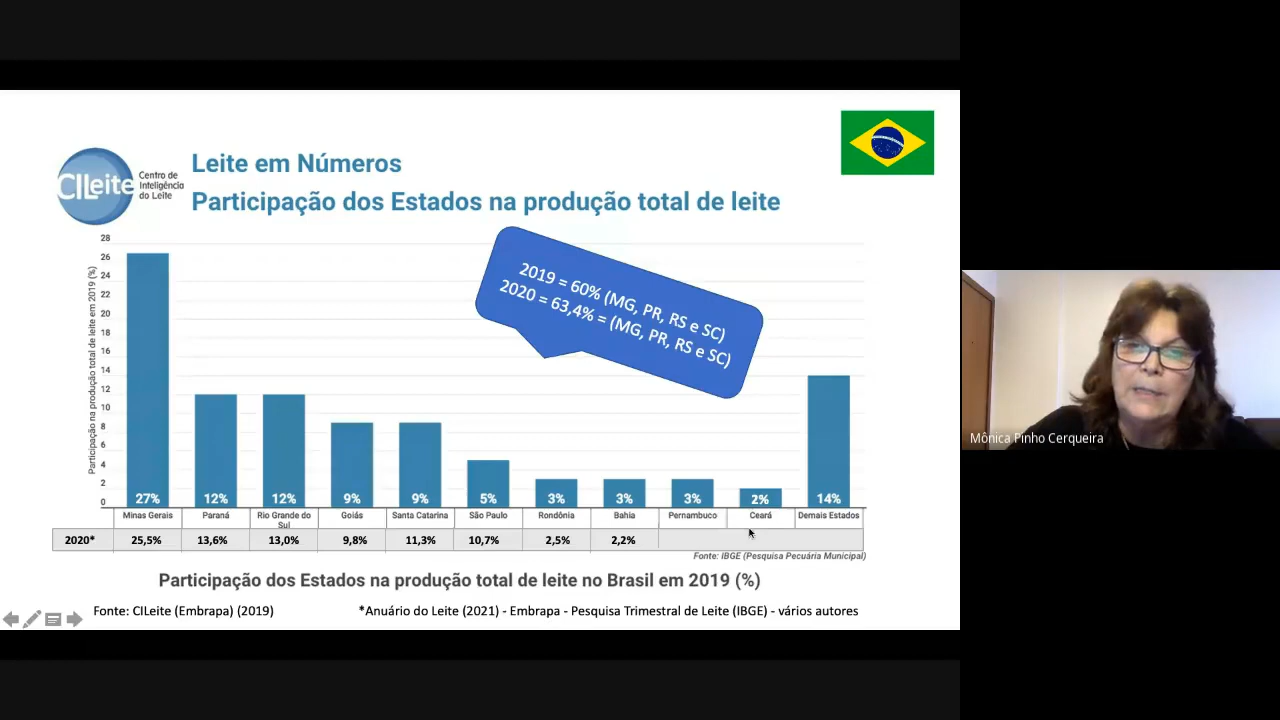 CILeite
Centro de
Inteligência
do Leite
Leite em Números
Participação dos Estados na produção total de leite
2019 = 60% (MG, PR, RS e SC)
2020 = 63,4% = (MG, PR, RS e SC)
Participação na produção total de leite em 2019 (%)
28
26
24
22
20
18
16
14
12
10
8
6
4
2
0
27% 12% 12% 9% 9% 5% 3% 3% 3% 2% 14%
Minas Gerais Paraná Rio Grande do Goiás Santa Catarina São Paulo Rondônia Bahia Pernambuco Ceará Demais Estados
Sul
2020* 25,5% 13,6% 13,0% 9,8% 11,3% 10,7% 2,5% 2,2%
Fonte: IBGE (Pesquisa Pecuária Municipal)
Participação dos Estados na produção total de leite no Brasil em 2019 (%)
Fonte: CILeite (Embrapa) (2019) *Anuário do Leite (2021) - Embrapa - Pesquisa Trimestral de Leite (IBGE) - vários autores
Mônica Pinho Cerqueira